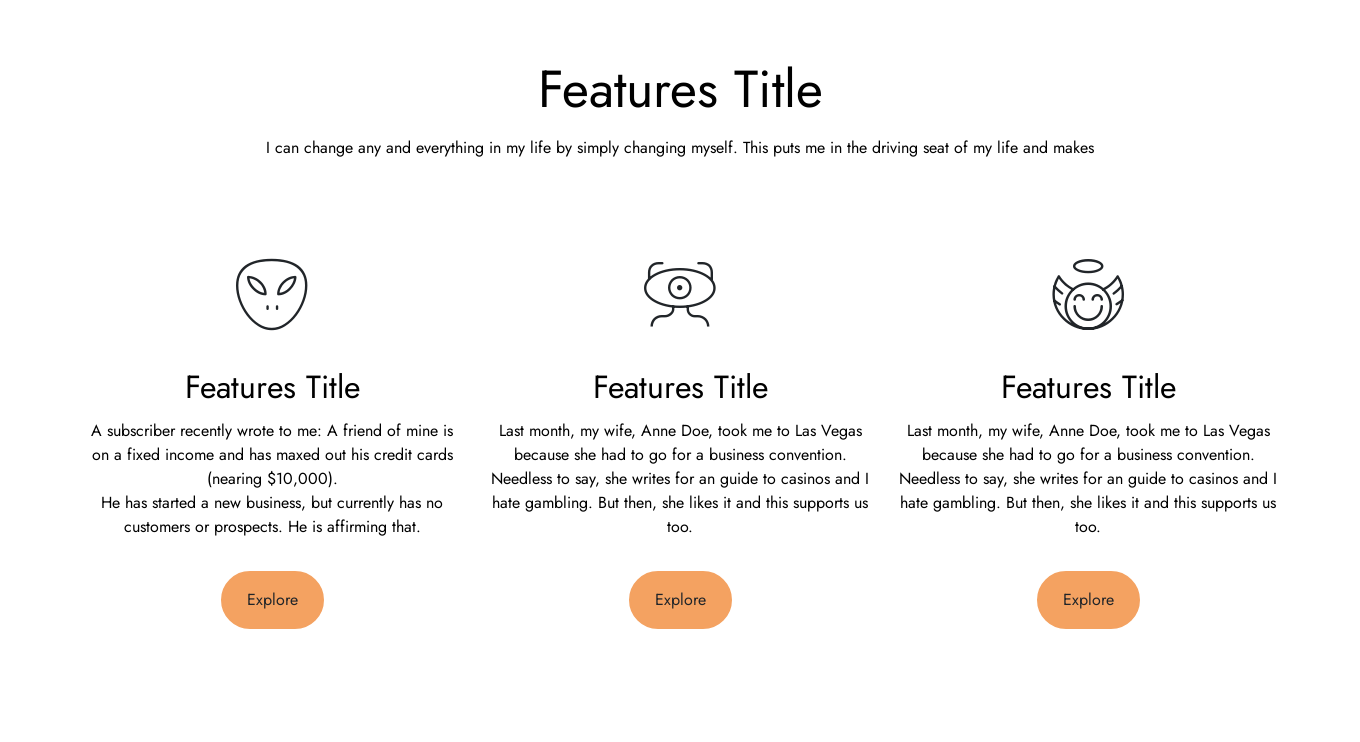 Features Title
I can change any and everything in my life by simply changing myself. This puts me in the driving seat of my life and makes
Features Title
A subscriber recently wrote to me: A friend of mine is
on a fixed income and has maxed out his credit cards
(nearing $10,000).
He has started a new business, but currently has no
customers or prospects. He is affirming that.
Explore
Features Title
Last month, my wife, Anne Doe, took me to Las Vegas
because she had to go for a business convention.
Needless to say, she writes for an guide to casinos and I
hate gambling. But then, she likes it and this supports us
too.
Explore
Features Title
Last month, my wife, Anne Doe, took me to Las Vegas
because she had to go for a business convention.
Needless to say, she writes for an guide to casinos and I
hate gambling. But then, she likes it and this supports us
too.
Explore